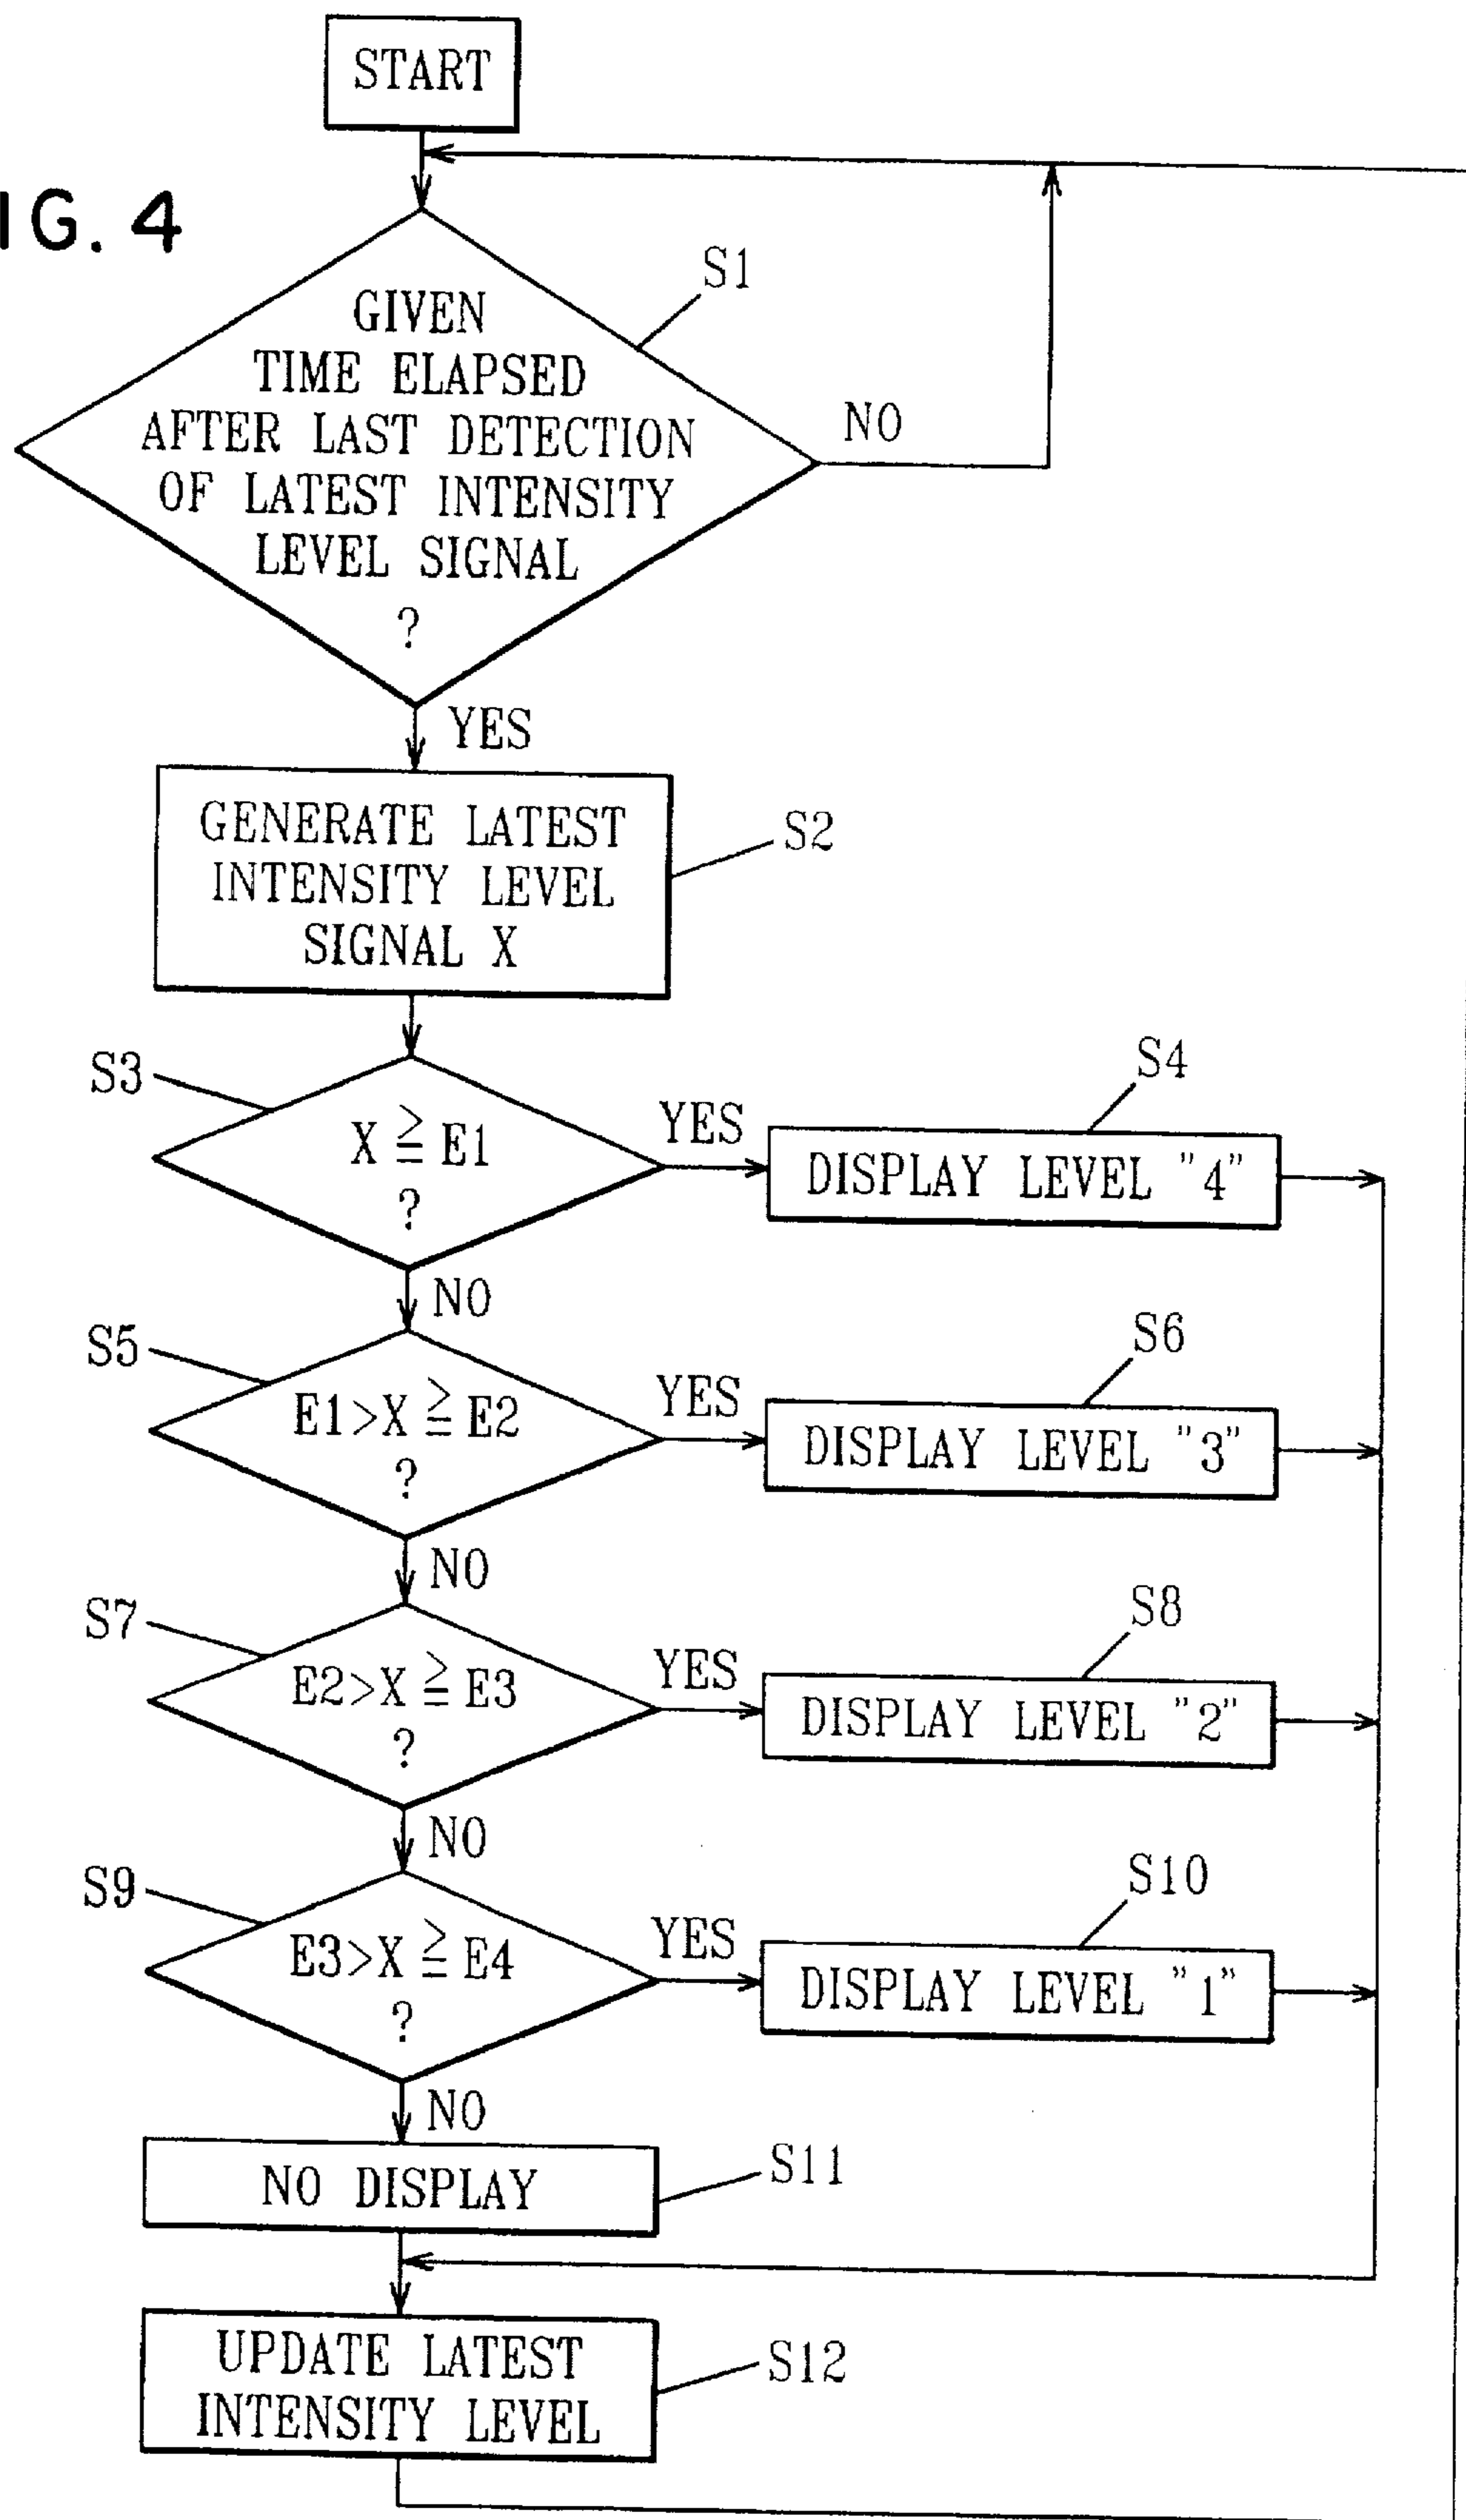 START
IG. 4
S1
GIVEN
TIME ELAPSED
AFTER LAST DETECTION
OF LATEST INTENSITY
LEVEL SIGNAL
?
NO
YES
GENERATE LATEST
INTENSITY LEVEL
SIGNAL X
S2
S3
X ≧ E1
?
YES
S4
DISPLAY LEVEL "4"
NO
S5
E1>X ≧ E2
?
YES
S6
DISPLAY LEVEL "3"
NO
S7
E2>X ≧ E3
?
YES
S8
DISPLAY LEVEL "2"
NO
S9
E3>X ≧ E4
?
YES
S10
DISPLAY LEVEL "1"
NO
NO DISPLAY
S11
UPDATE LATEST
INTENSITY LEVEL
S12